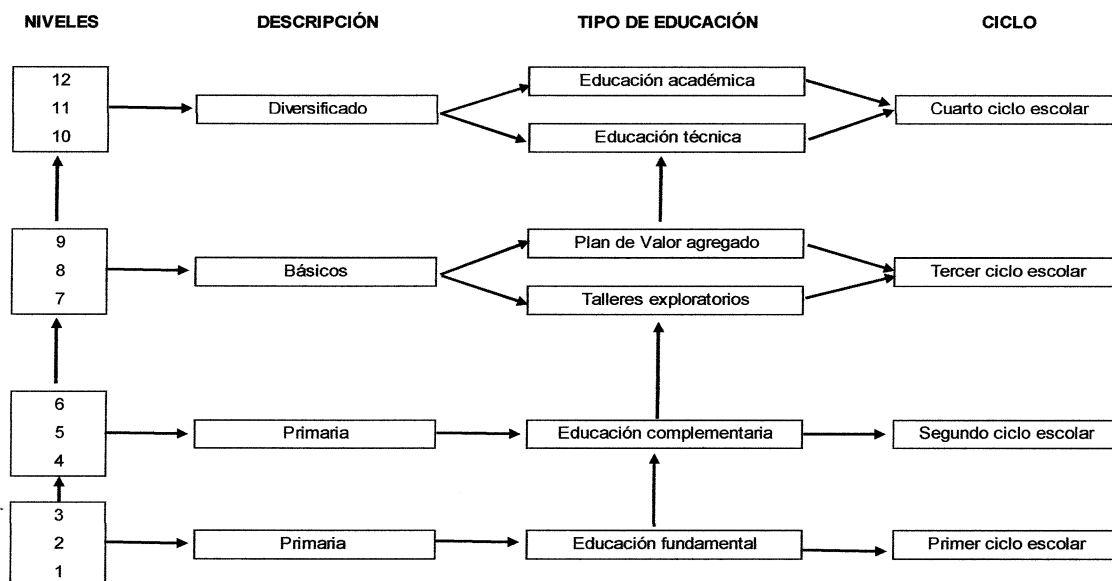 NIVELES DESCRIPCIÓN TIPO DE EDUCACIÓN CICLO
12
11
10
Diversificado
Educación académica
Educación técnica
Cuarto ciclo escolar
9
8
7
Básicos
Plan de Valor agregado
Talleres exploratorios
Tercer ciclo escolar
6
5
4
Primaria
Educación complementaria
Segundo ciclo escolar
3
2
1
Primaria
Educación fundamental
Primer ciclo escolar